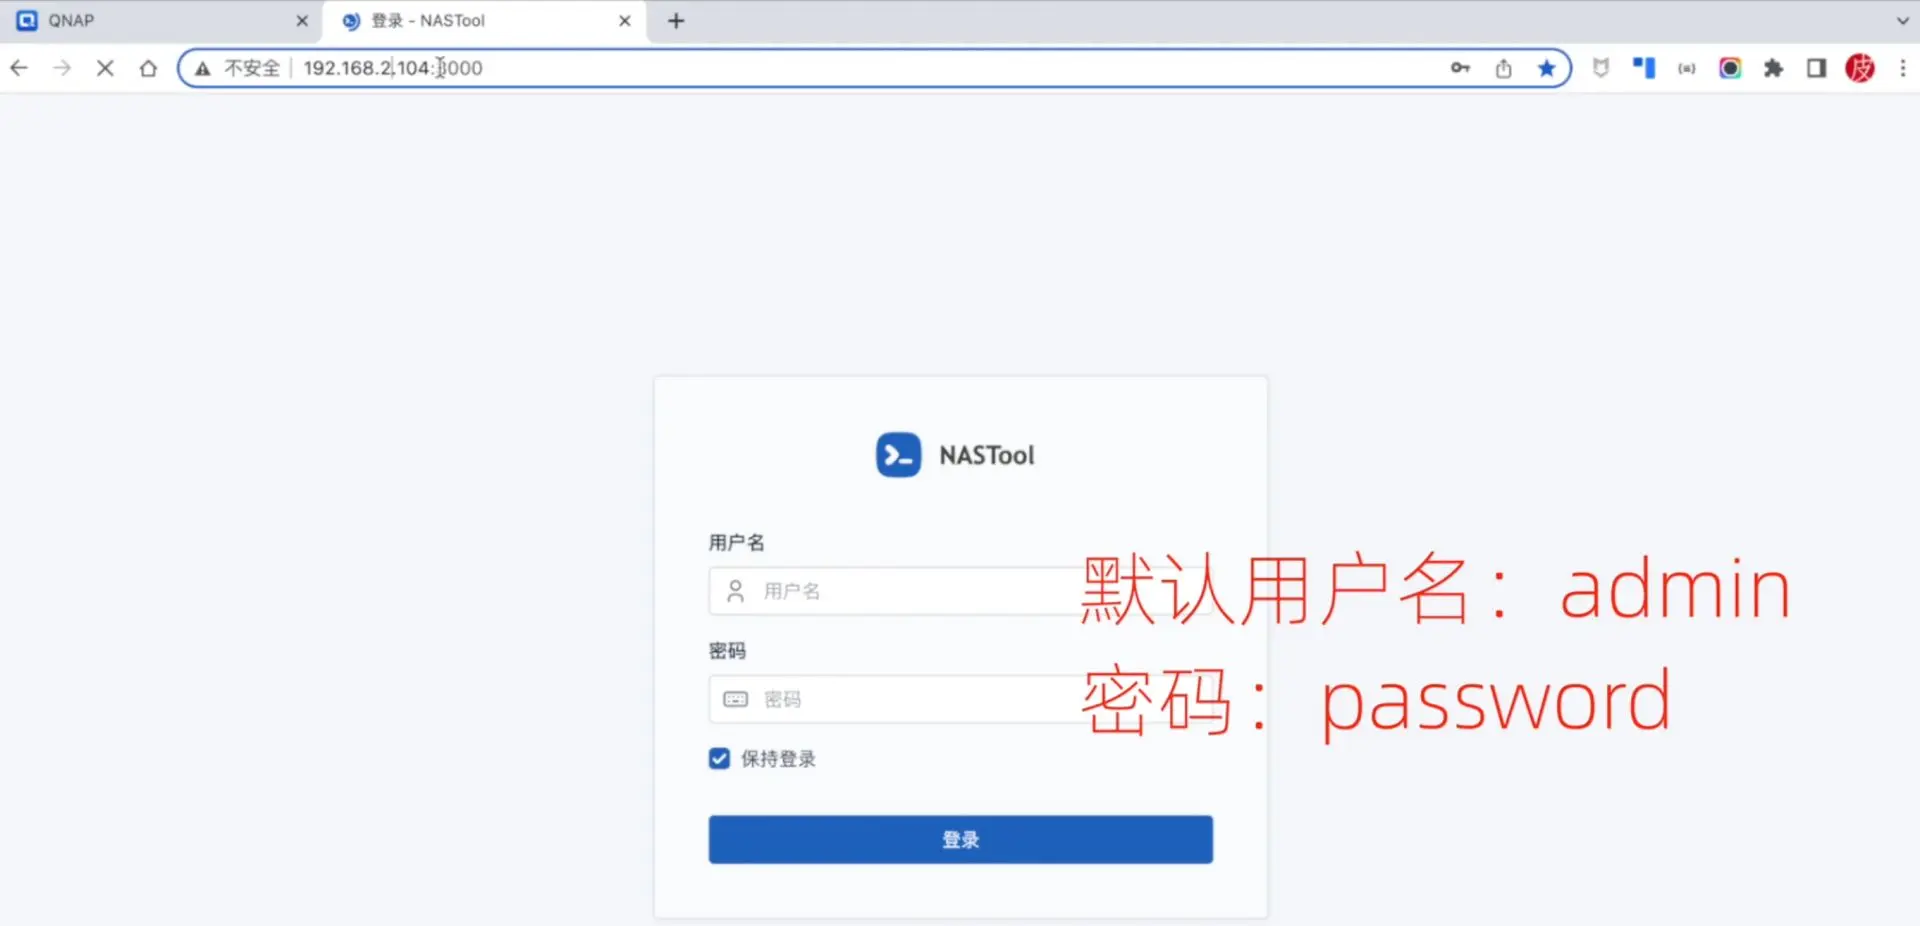 QNAP
登录 - NASTool
不安全 192.168.2.104:3000
皮
NASTool
用户名
用户名
默认用户名：admin
密码
密码
密码：password
保持登录
登录